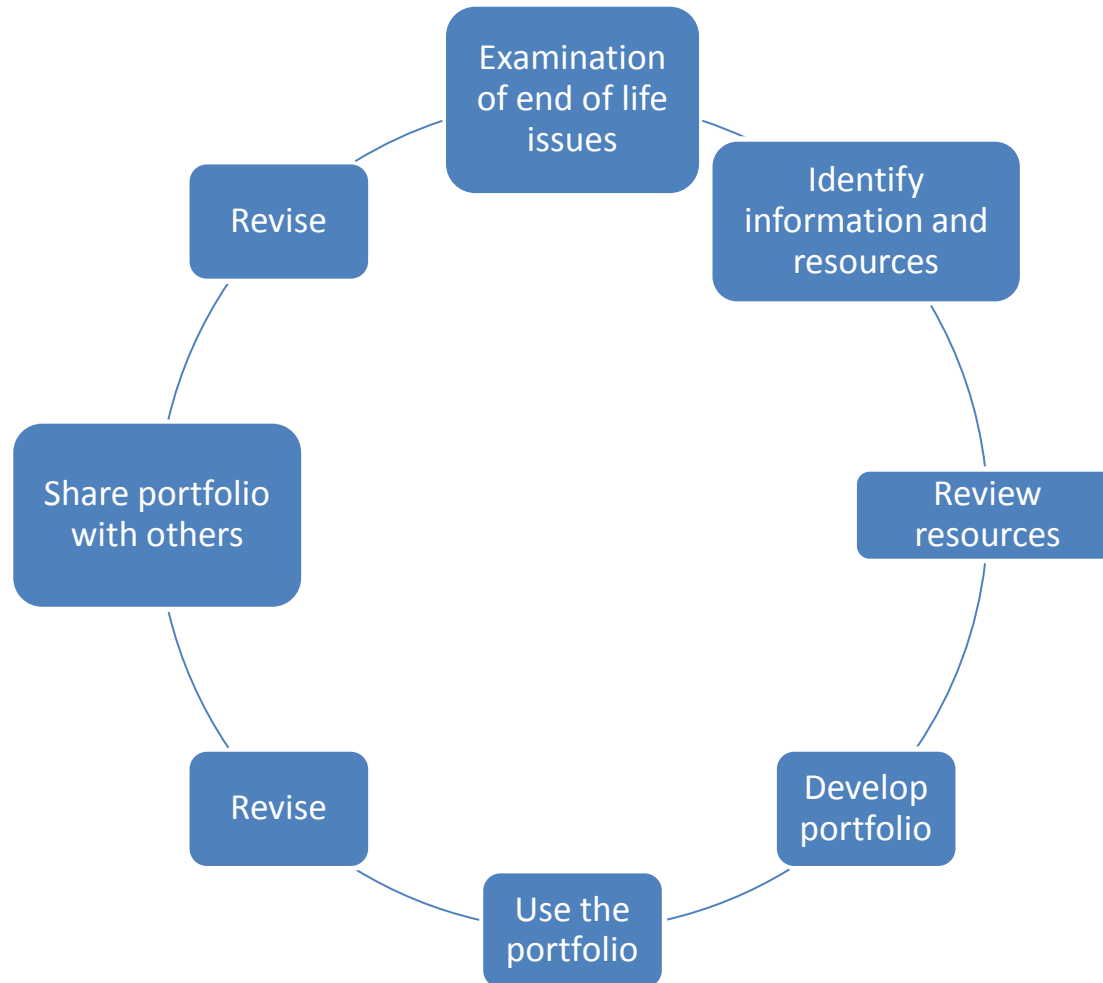 Examination
of end of life
issues
Identify
information and
resources
Review
resources
Develop
portfolio
Use the
portfolio
Revise
Share portfolio
with others
Revise